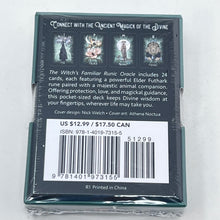 CONNECT WITH THE ANCIENT MAGICK OF THE DIVINE
The Witch's Familiar Runic Oracle includes 24
cards, each featuring a powerful Elder Futhark
rune paired with a majestic animal companion.
Offering protection, love, and magickal guidance,
this pocket-sized deck keeps Divine wisdom at
your fingertips, wherever life may take you.
Cover design: Nick Welch / Cover art: Athena Noctua
US $12.99 / $17.50 CAN
ISBN: 978-1-4019-7315-5
51299
9 781401 973155
R1 Printed in China